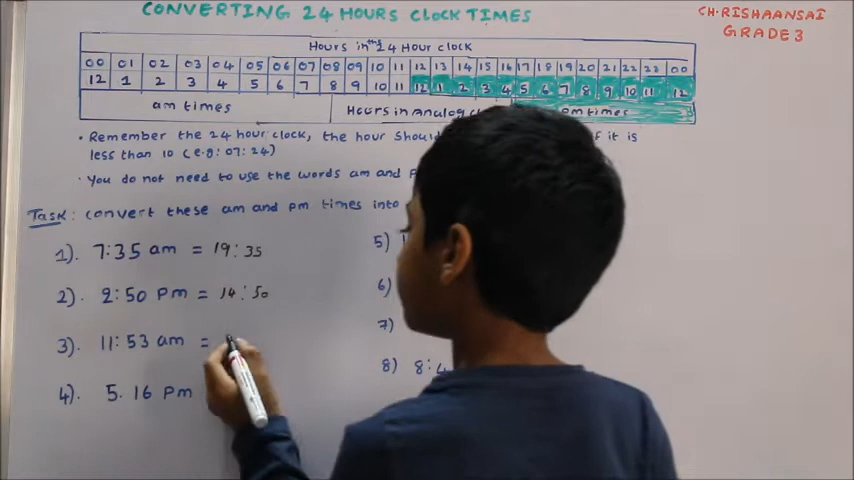 CONVERTING 24 HOURS CLOCK TIMES
CH. RISHAANSAI
GRADE 3
Hours in the 24 Hour clock
00 01 02 03 04 05 06 07 08 09 10 11 12 13 14 15 16 17 18 19 20 21 22 23 00
12 1 2 3 4 5 6 7 8 9 10 11 12 1 2 3 4 5 6 7 8 9 10 11 12
am times Hours in analog pm times
• Remember the 24 hour clock, the hour if it is
less than 10 (e.g: 07:24)
• You do not need to use the words am and
Task: convert these am and pm times into
1). 7:35 am = 19:35
2). 2:50 pm = 14:50
3). 11:53 am =
4). 5.16 pm
5)
6)
7)
8) 8:4